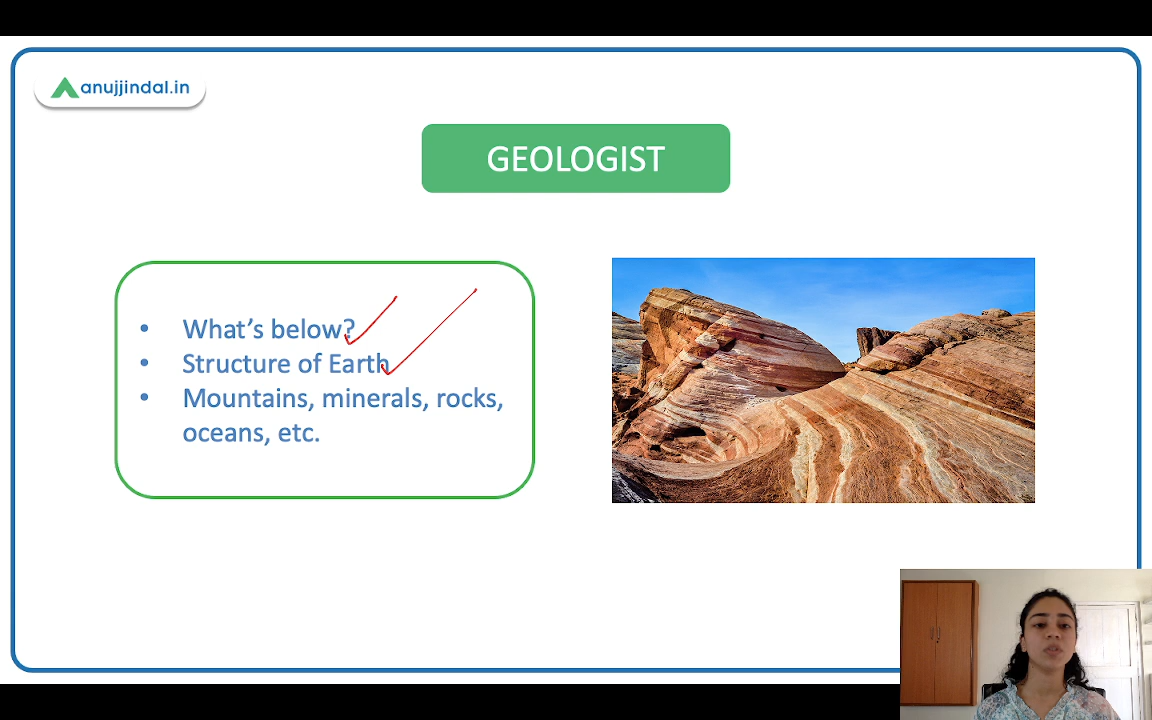 anujjindal.in
GEOLOGIST
• What’s below?
• Structure of Earth
• Mountains, minerals, rocks,
oceans, etc.